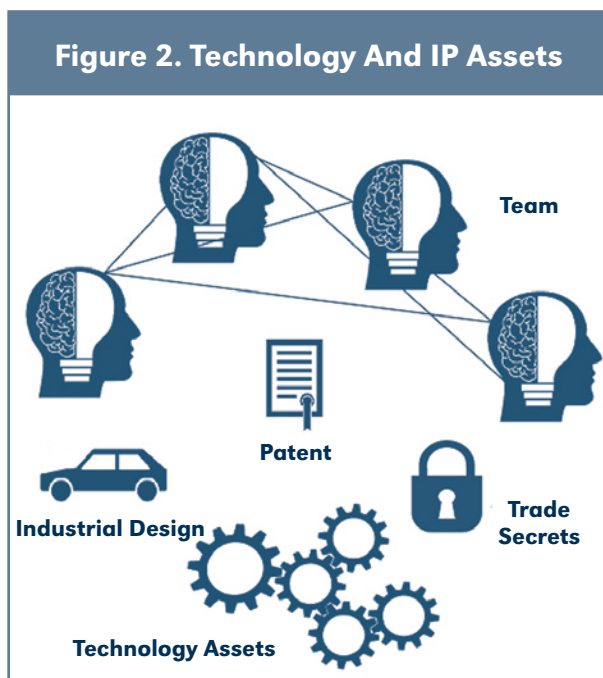 Figure 2. Technology And IP Assets
Team
Patent
Industrial Design
Trade
Secrets
Technology Assets